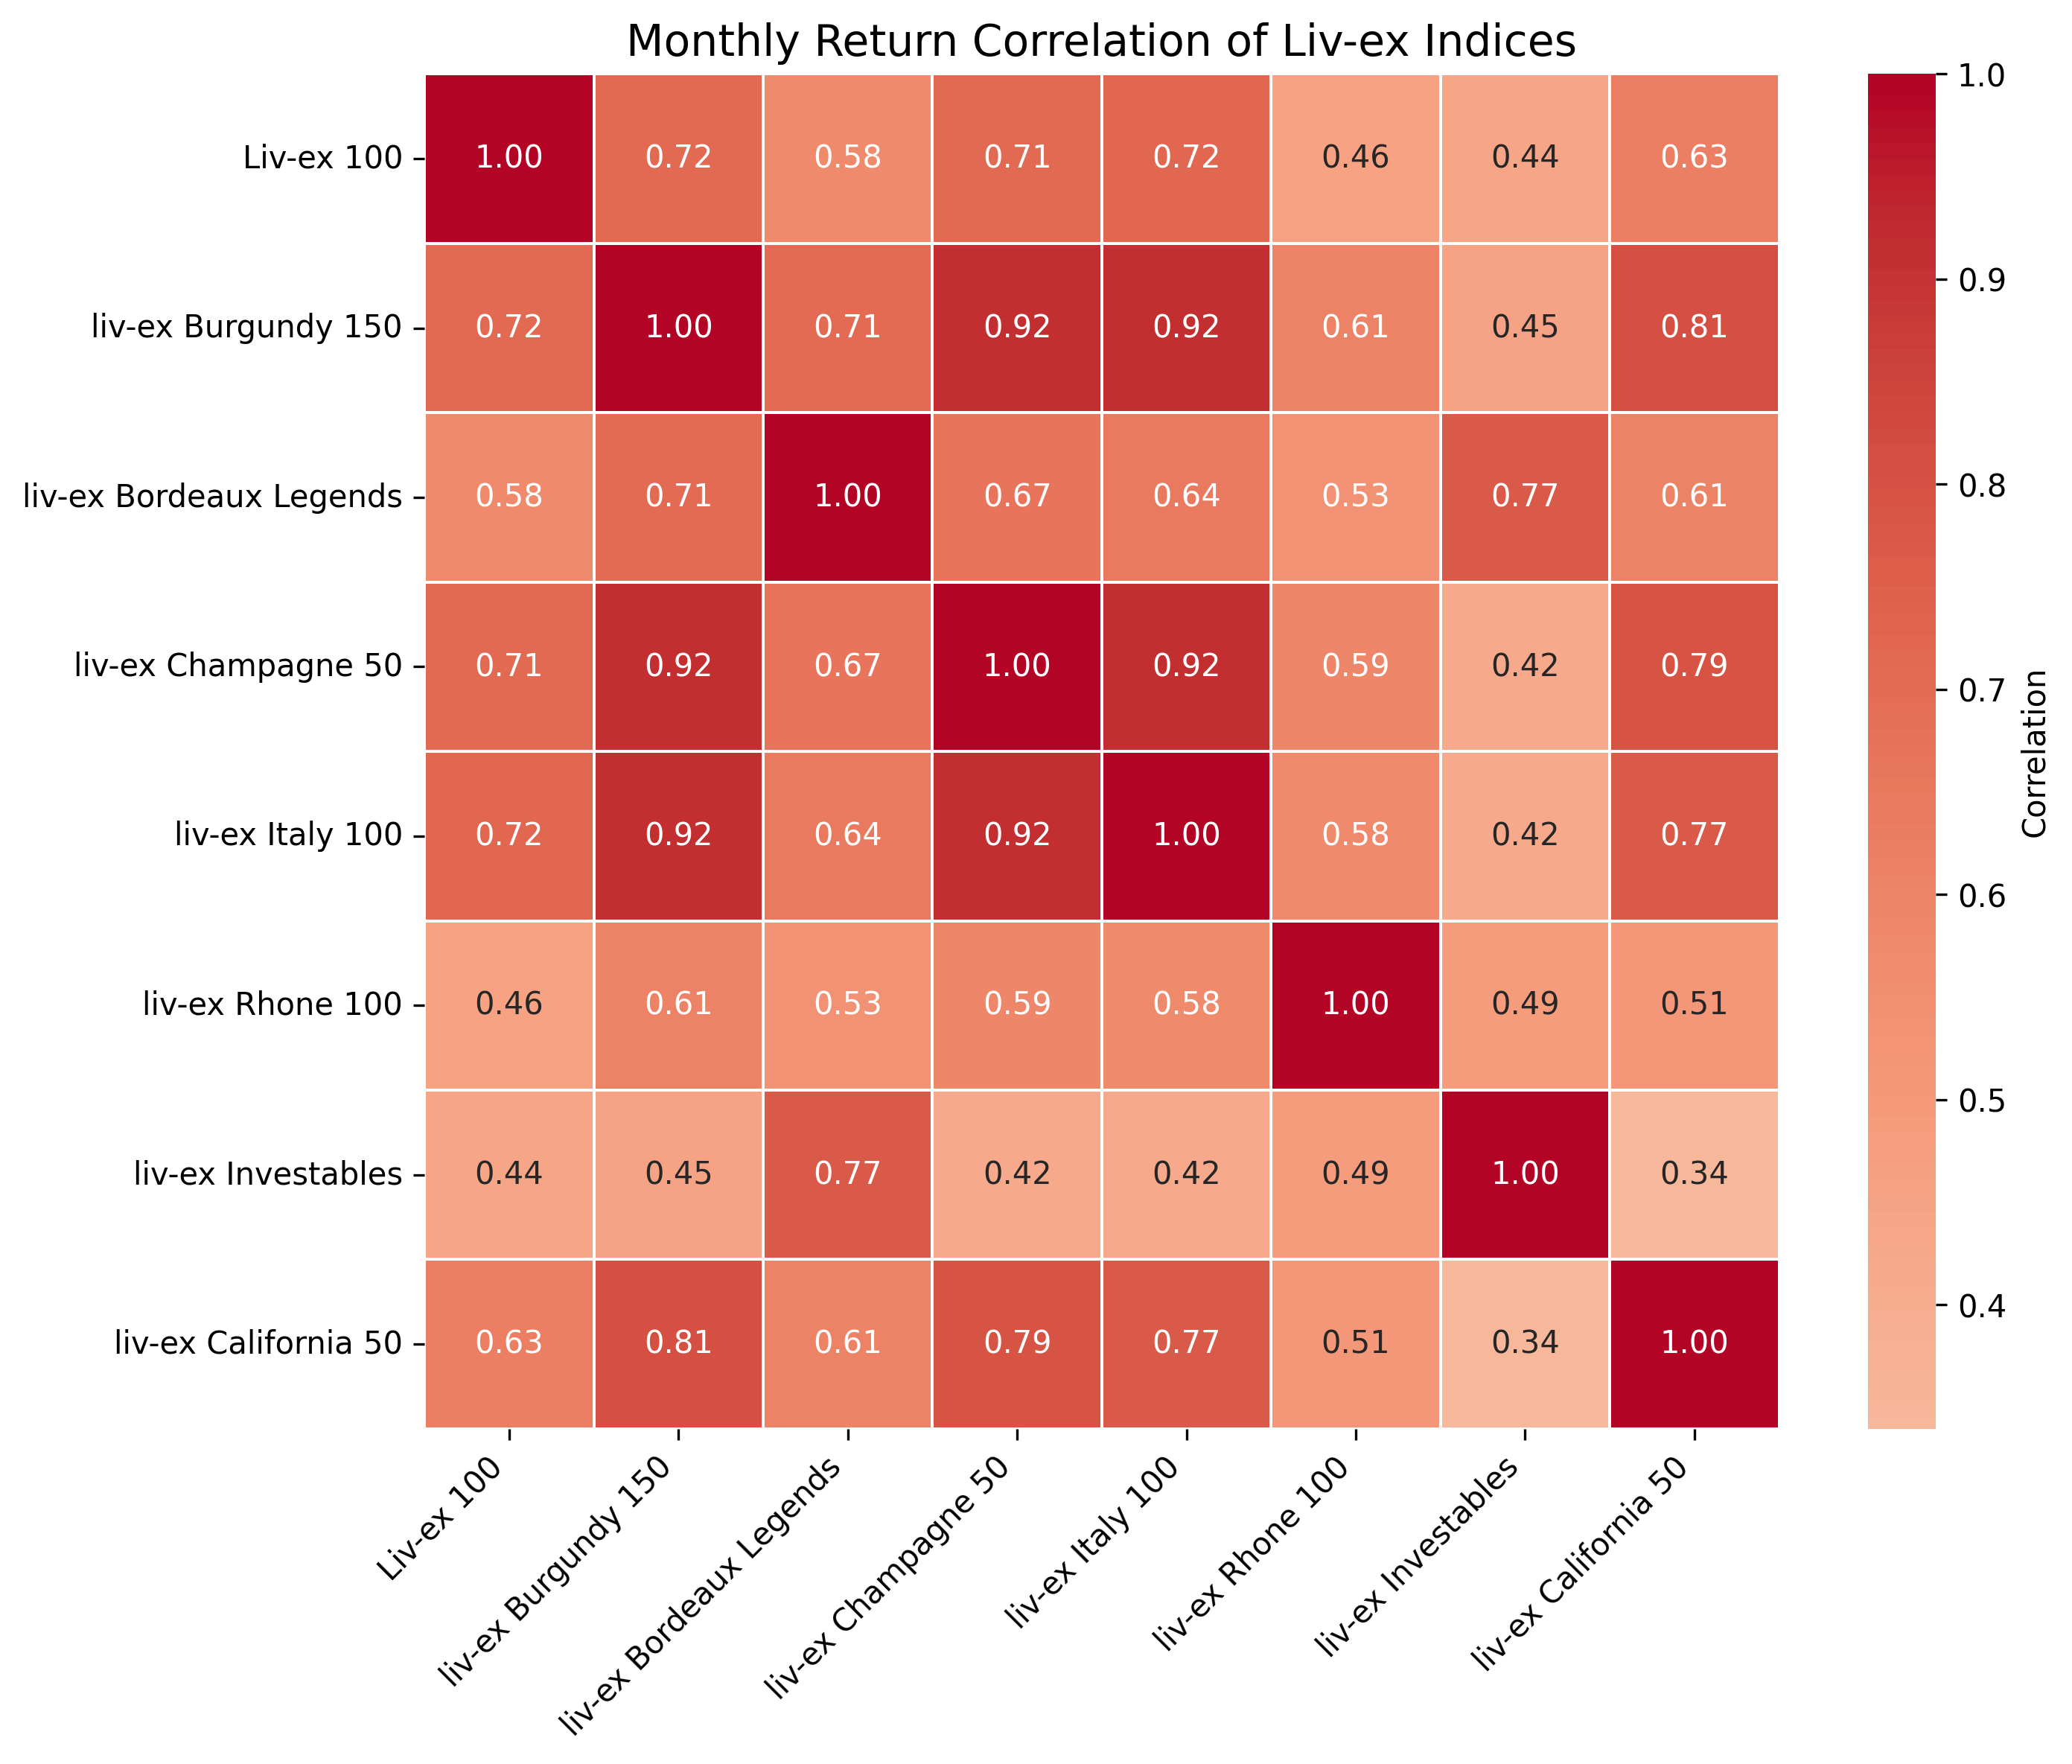 Monthly Return Correlation of Liv-ex Indices
Liv-ex 100 1.00 0.72 0.58 0.71 0.72 0.46 0.44 0.63
liv-ex Burgundy 150 0.72 1.00 0.71 0.92 0.92 0.61 0.45 0.81
liv-ex Bordeaux Legends 0.58 0.71 1.00 0.67 0.64 0.53 0.77 0.61
liv-ex Champagne 50 0.71 0.92 0.67 1.00 0.92 0.59 0.42 0.79
liv-ex Italy 100 0.72 0.92 0.64 0.92 1.00 0.58 0.42 0.77
liv-ex Rhone 100 0.46 0.61 0.53 0.59 0.58 1.00 0.49 0.51
liv-ex Investables 0.44 0.45 0.77 0.42 0.42 0.49 1.00 0.34
liv-ex California 50 0.63 0.81 0.61 0.79 0.77 0.51 0.34 1.00
Liv-ex 100
liv-ex Burgundy 150
liv-ex Bordeaux Legends
liv-ex Champagne 50
liv-ex Italy 100
liv-ex Rhone 100
liv-ex Investables
liv-ex California 50
1.0
0.9
0.8
0.7
0.6
0.5
0.4
Correlation